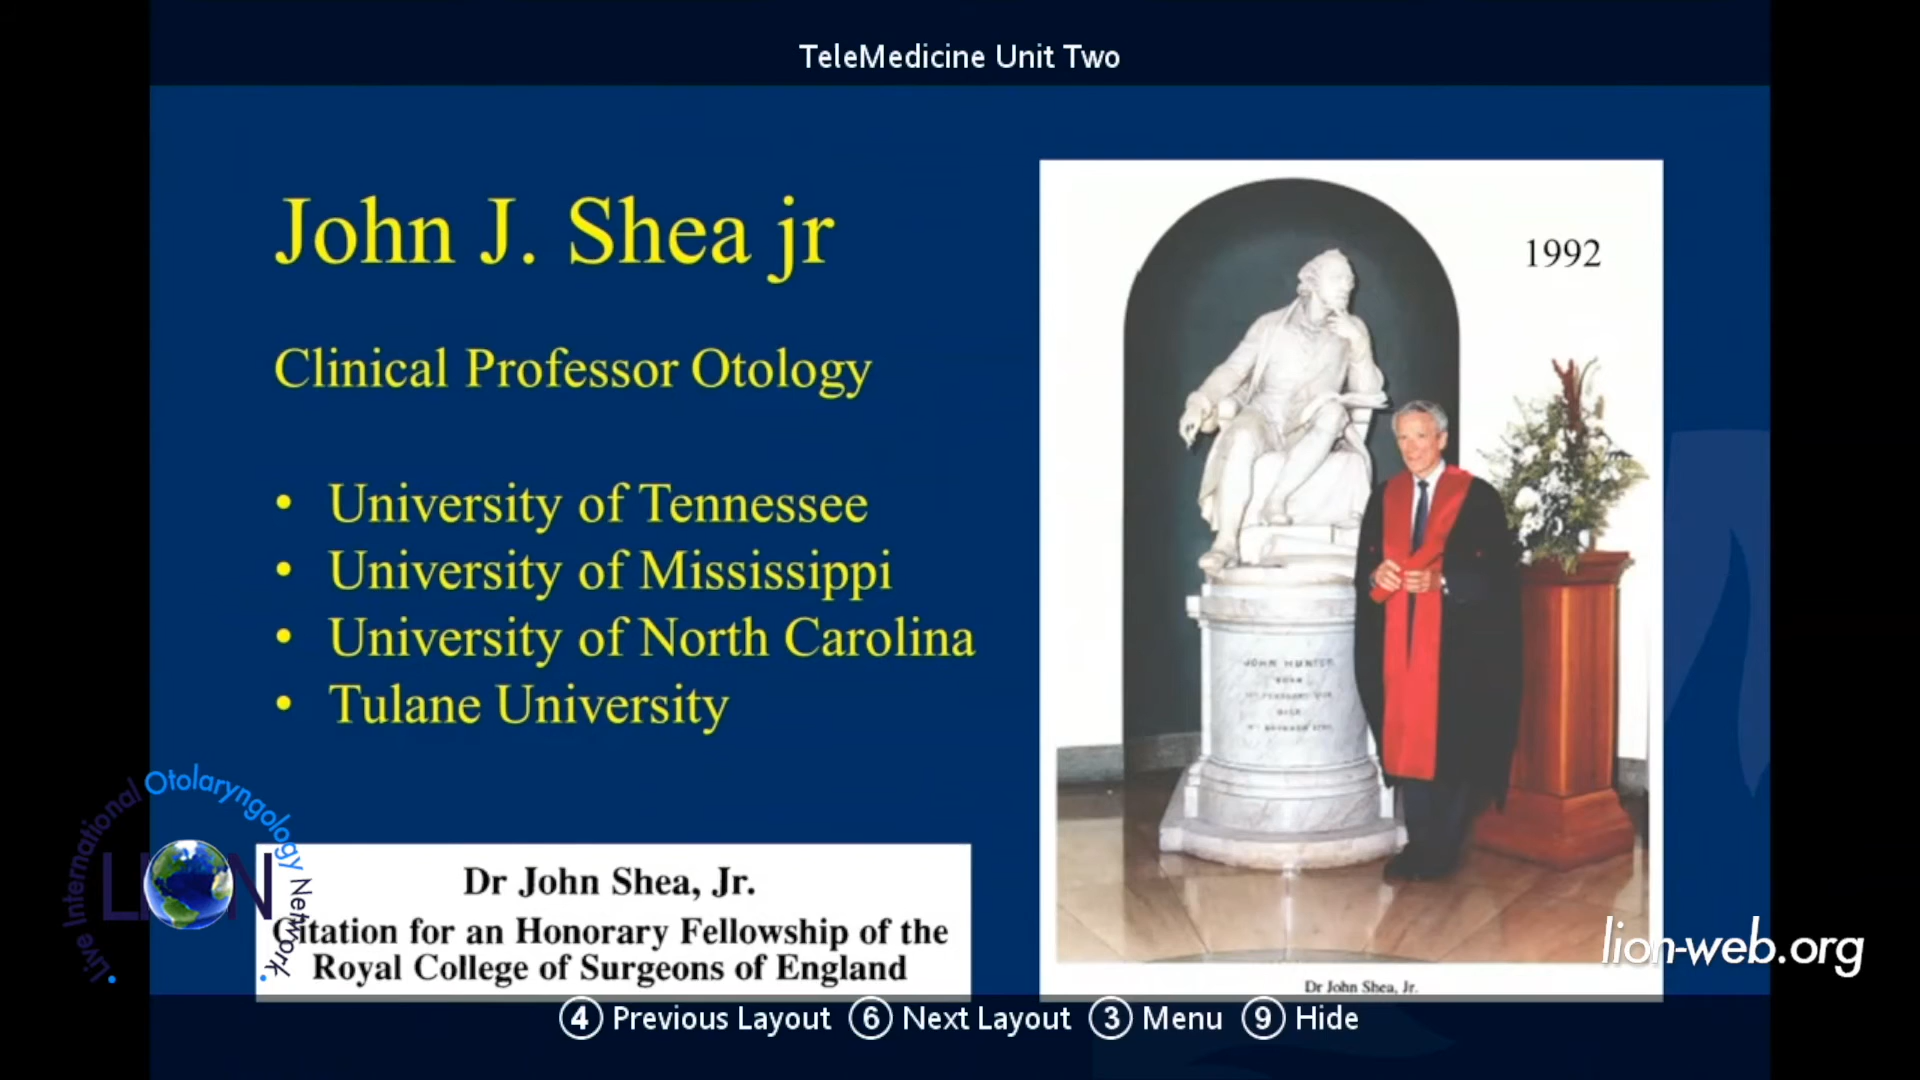 TeleMedicine Unit Two
John J. Shea jr
Clinical Professor Otology
• University of Tennessee
• University of Mississippi
• University of North Carolina
• Tulane University
1992
JOHN HUNTER
BORN
DIED
Dr John Shea, Jr.
Dr John Shea, Jr.
Citation for an Honorary Fellowship of the
Royal College of Surgeons of England
Live International Otolaryngology Network
LION
lion-web.org
4 Previous Layout 6 Next Layout 3 Menu 9 Hide